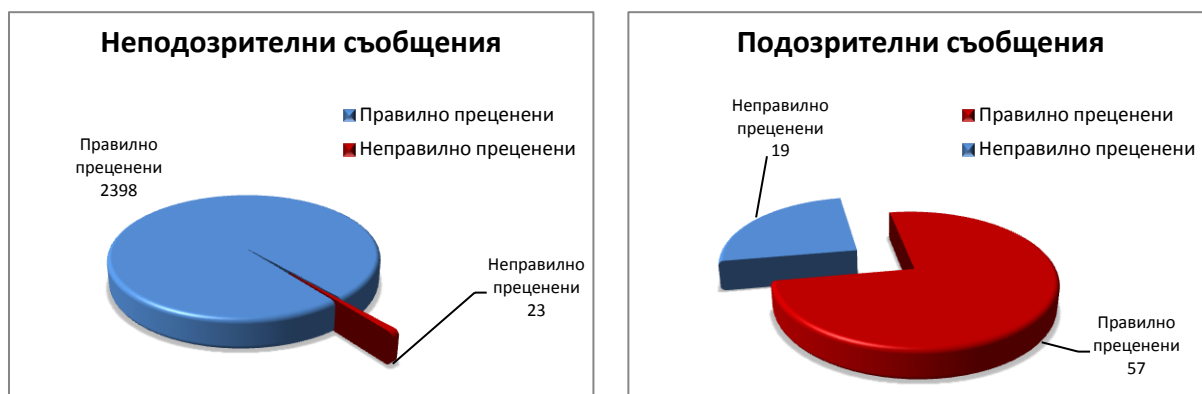 Неподозрителни съобщения
Правилно преценени
Неправилно преценени
Правилно
преценени
2398
Неправилно
преценени
23
Подозрителни съобщения
Правилно преценени
Неправилно преценени
Неправилно
преценени
19
Правилно
преценени
57